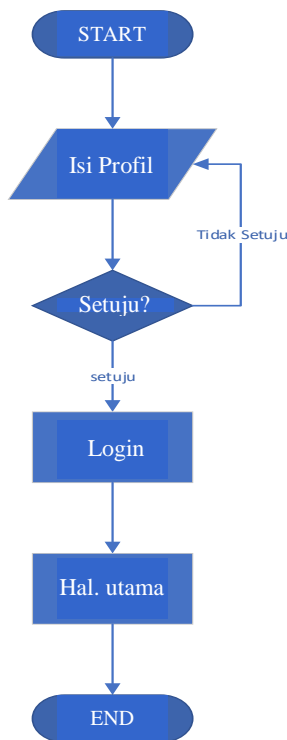 START
Isi Profil
Tidak Setuju
Setuju?
setuju
Login
Hal. utama
END